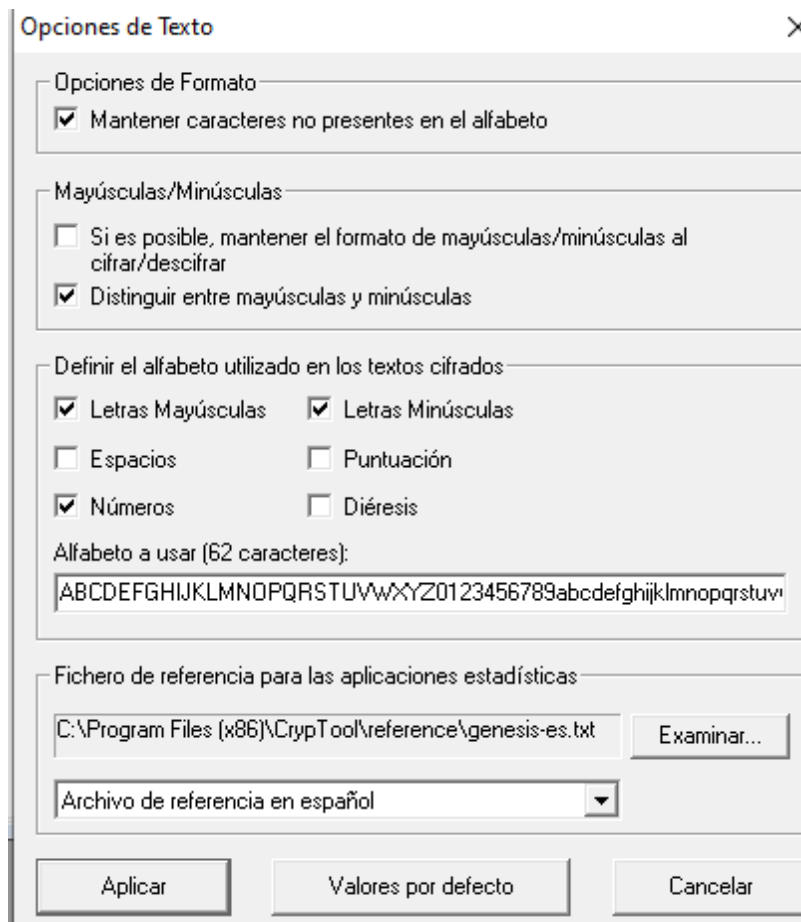 Opciones de Texto
Opciones de Formato
Mantener caracteres no presentes en el alfabeto
Mayúsculas/Minúsculas
Si es posible, mantener el formato de mayúsculas/minúsculas al
cifrar/descifrar
Distinguir entre mayúsculas y minúsculas
Definir el alfabeto utilizado en los textos cifrados
Letras Mayúsculas Letras Minúsculas
Espacios Puntuación
Números Diéresis
Alfabeto a usar (62 caracteres):
ABCDEFGHIJKLMNOPQRSTUVWXYZ0123456789abcdefghijklmnopqrstuv
Fichero de referencia para las aplicaciones estadísticas
C:\Program Files (x86)\CrypTool\reference\genesis-es.txt Examinar...
Archivo de referencia en español
Aplicar Valores por defecto Cancelar